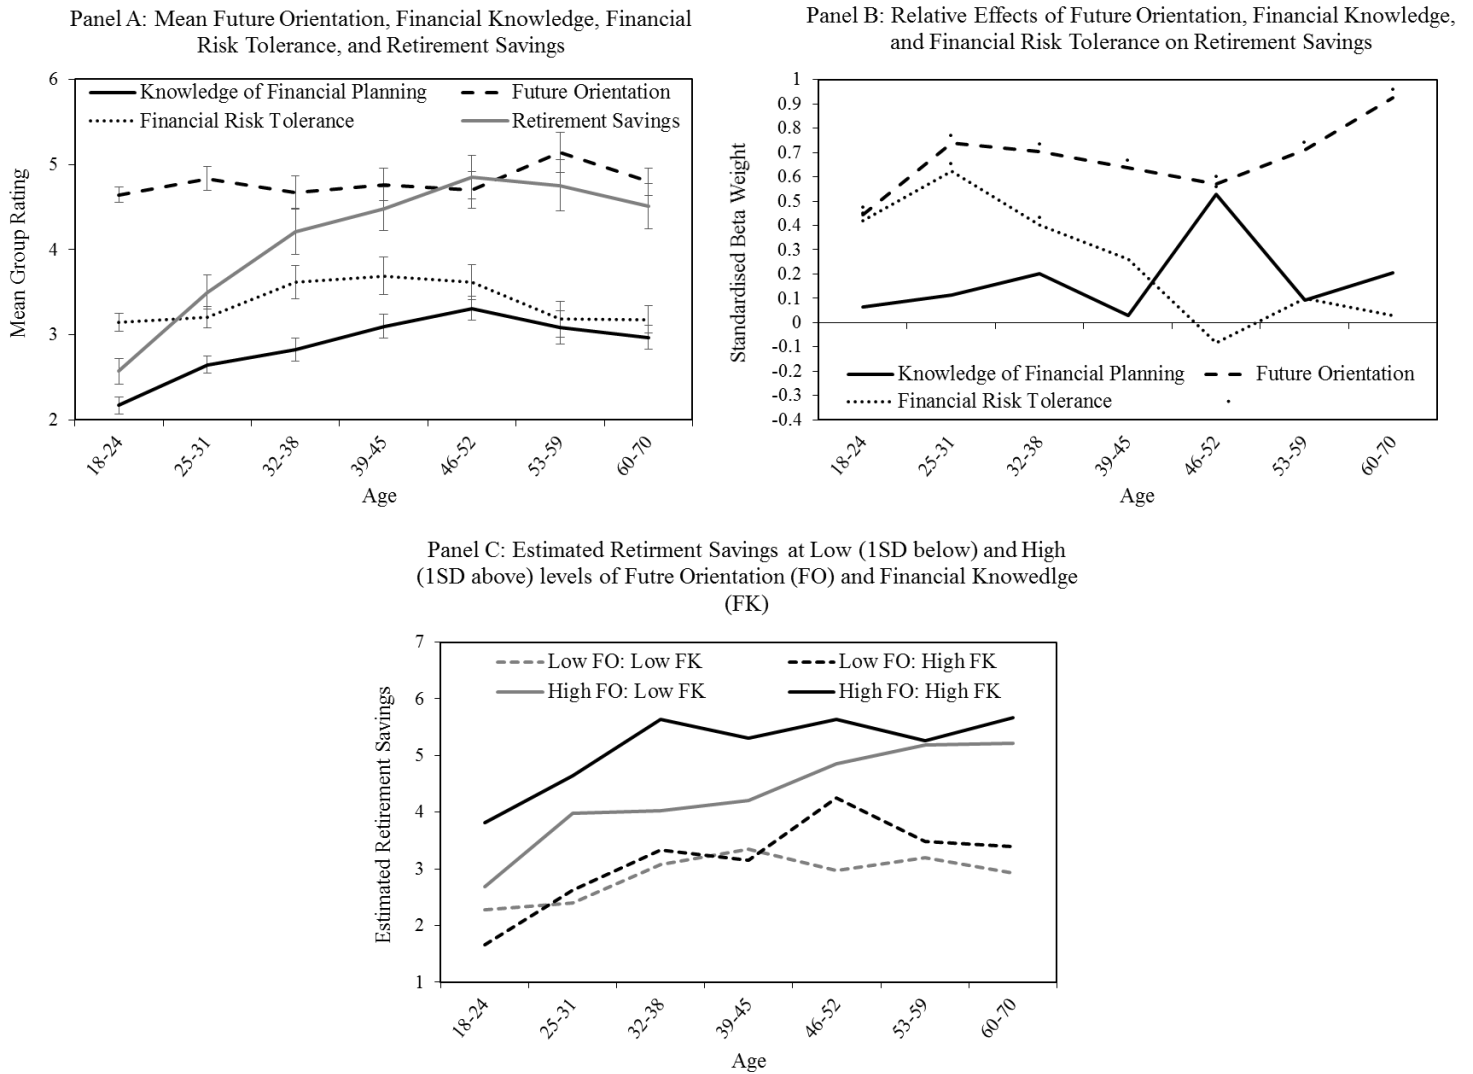 Panel A: Mean Future Orientation, Financial Knowledge, Financial
Risk Tolerance, and Retirement Savings
6
5
4
3
2
Mean Group Rating
Knowledge of Financial Planning
Future Orientation
Financial Risk Tolerance
Retirement Savings
18-24
25-31
32-38
39-45
46-52
53-59
60-70
Age
Panel B: Relative Effects of Future Orientation, Financial Knowledge,
and Financial Risk Tolerance on Retirement Savings
1
0.9
0.8
0.7
0.6
0.5
0.4
0.3
0.2
0.1
0
-0.1
-0.2
-0.3
-0.4
Standardised Beta Weight
Knowledge of Financial Planning
Future Orientation
Financial Risk Tolerance
18-24
25-31
32-38
39-45
46-52
53-59
60-70
Age
Panel C: Estimated Retirment Savings at Low (1SD below) and High
(1SD above) levels of Futre Orientation (FO) and Financial Knowedlge
(FK)
7
6
5
4
3
2
1
Estimated Retirement Savings
Low FO: Low FK
Low FO: High FK
High FO: Low FK
High FO: High FK
18-24
25-31
32-38
39-45
46-52
53-59
60-70
Age